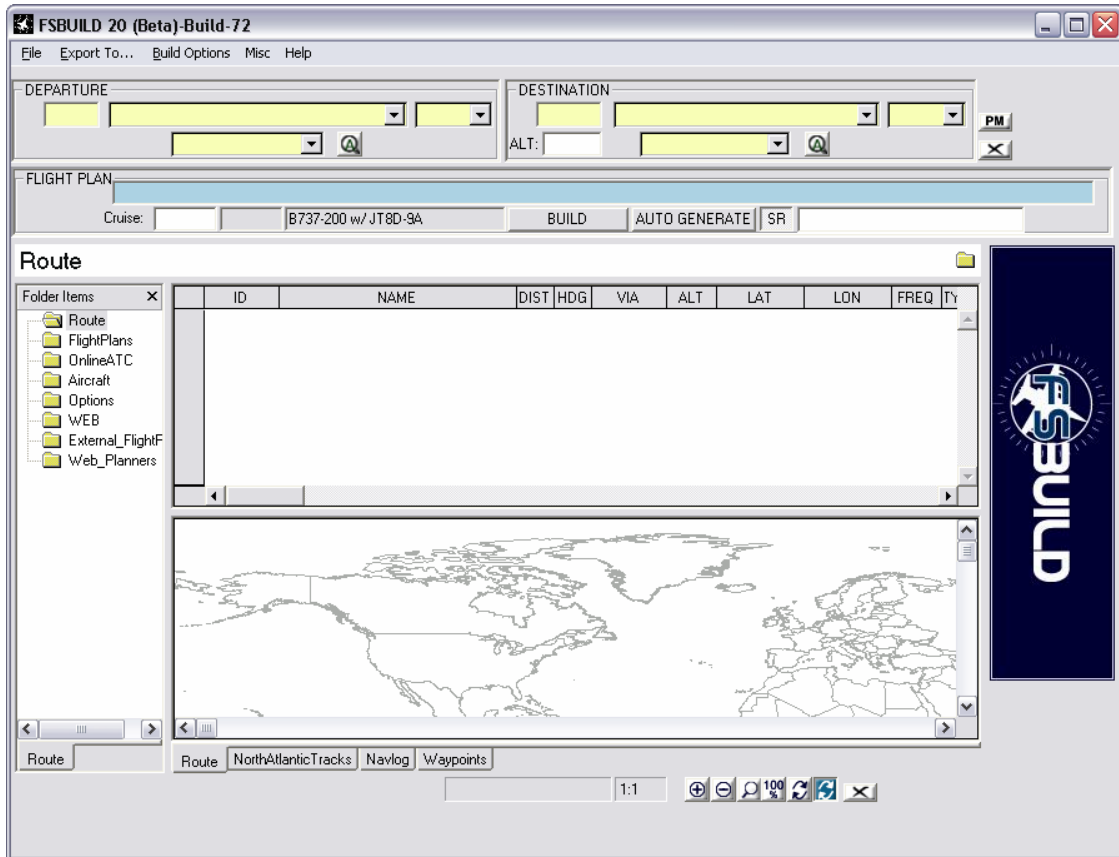 FSBUILD 20 (Beta)-Build-72
File Export To... Build Options Misc Help
DEPARTURE
DESTINATION
ALT:
PM
FLIGHT PLAN
Cruise: B737-200 w/ JT8D-9A BUILD AUTO GENERATE SR
Route
Folder Items
ID NAME DIST HDG VIA ALT LAT LON FREQ TY
Route
FlightPlans
OnlineATC
Aircraft
Options
WEB
External_FlightF
Web_Planners
FSBUILD
Route
Route NorthAtlanticTracks Navlog Waypoints
1:1
100 %